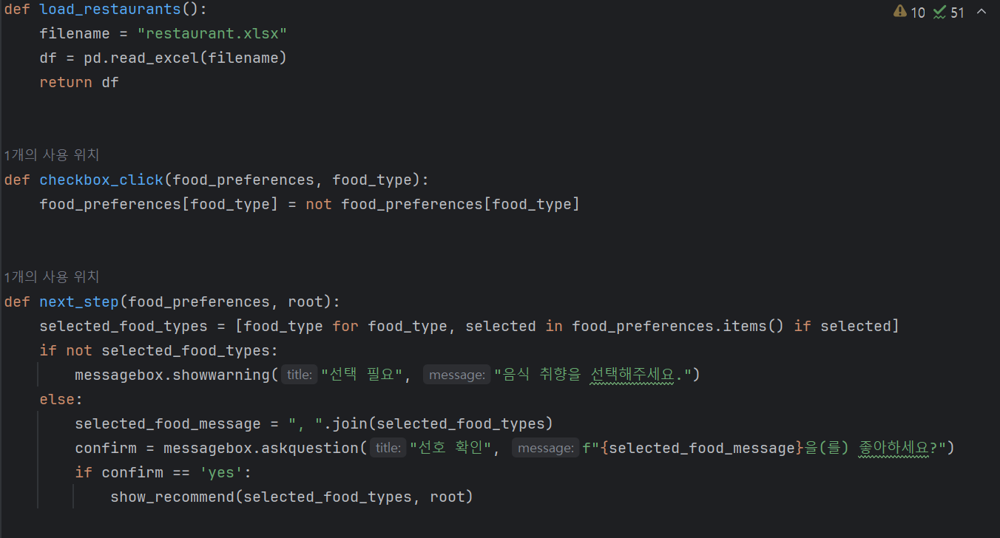 def load_restaurants():
10 51
    filename = "restaurant.xlsx"
    df = pd.read_excel(filename)
    return df
1개의 사용 위치
def checkbox_click(food_preferences, food_type):
    food_preferences[food_type] = not food_preferences[food_type]
1개의 사용 위치
def next_step(food_preferences, root):
    selected_food_types = [food_type for food_type, selected in food_preferences.items() if selected]
    if not selected_food_types:
        messagebox.showwarning( title: "선택 필요", message: "음식 취향을 선택해주세요.")
    else:
        selected_food_message = ", ".join(selected_food_types)
        confirm = messagebox.askquestion( title: "선호 확인", message: f"{selected_food_message}을(를) 좋아하세요?")
        if confirm == 'yes':
            show_recommend(selected_food_types, root)